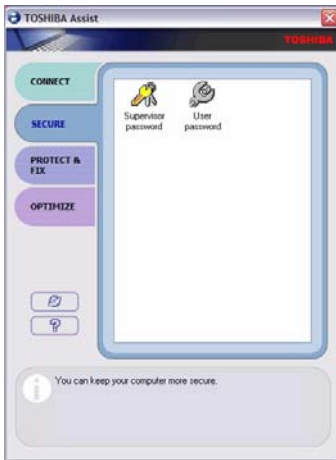 TOSHIBA Assist
TOSHIBA
CONNECT
SECURE
PROTECT &
FIX
OPTIMIZE
Supervisor
password
User
password
?
i
You can keep your computer more secure.